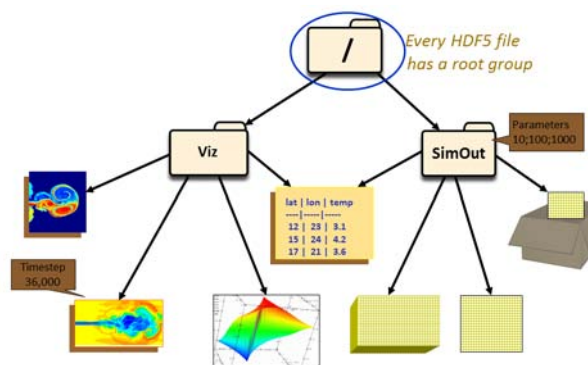 /
Every HDF5 file
has a root group
Parameters
10;100;1000
Viz
SimOut
lat | lon | temp
----|-----|-----
12 | 23 | 3.1
15 | 24 | 4.2
17 | 21 | 3.6
Timestep
36,000